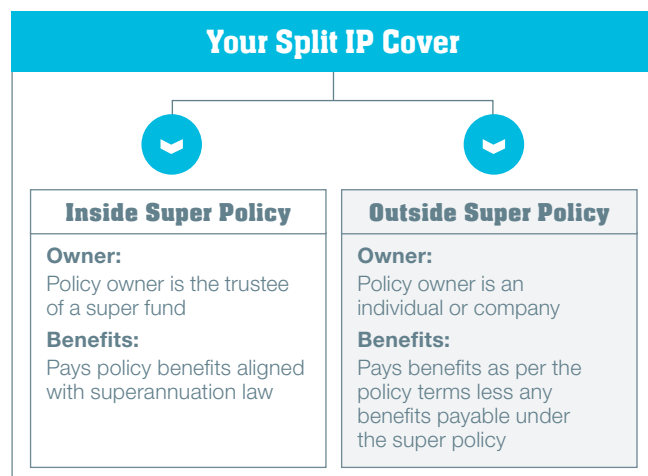 Your Split IP Cover
Inside Super Policy
Owner:
Policy owner is the trustee
of a super fund
Benefits:
Pays policy benefits aligned
with superannuation law
Outside Super Policy
Owner:
Policy owner is an
individual or company
Benefits:
Pays benefits as per the
policy terms less any
benefits payable under
the super policy